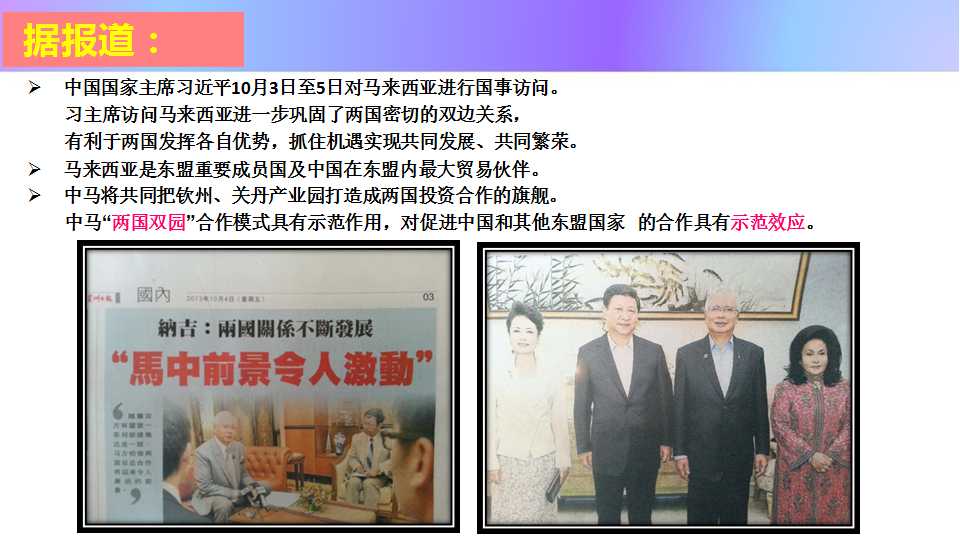 据报道：
中国国家主席习近平10月3日至5日对马来西亚进行国事访问。
习主席访问马来西亚进一步巩固了两国密切的双边关系，
有利于两国发挥各自优势，抓住机遇实现共同发展、共同繁荣。
马来西亚是东盟重要成员国及中国在东盟内最大贸易伙伴。
中马将共同把钦州、关丹产业园打造成两国投资合作的旗舰。
中马“两国双园”合作模式具有示范作用，对促进中国和其他东盟国家 的合作具有示范效应。
國內
2013年10月4日（星期五）
03
納吉：兩國關係不斷發展
“馬中前景令人激動”